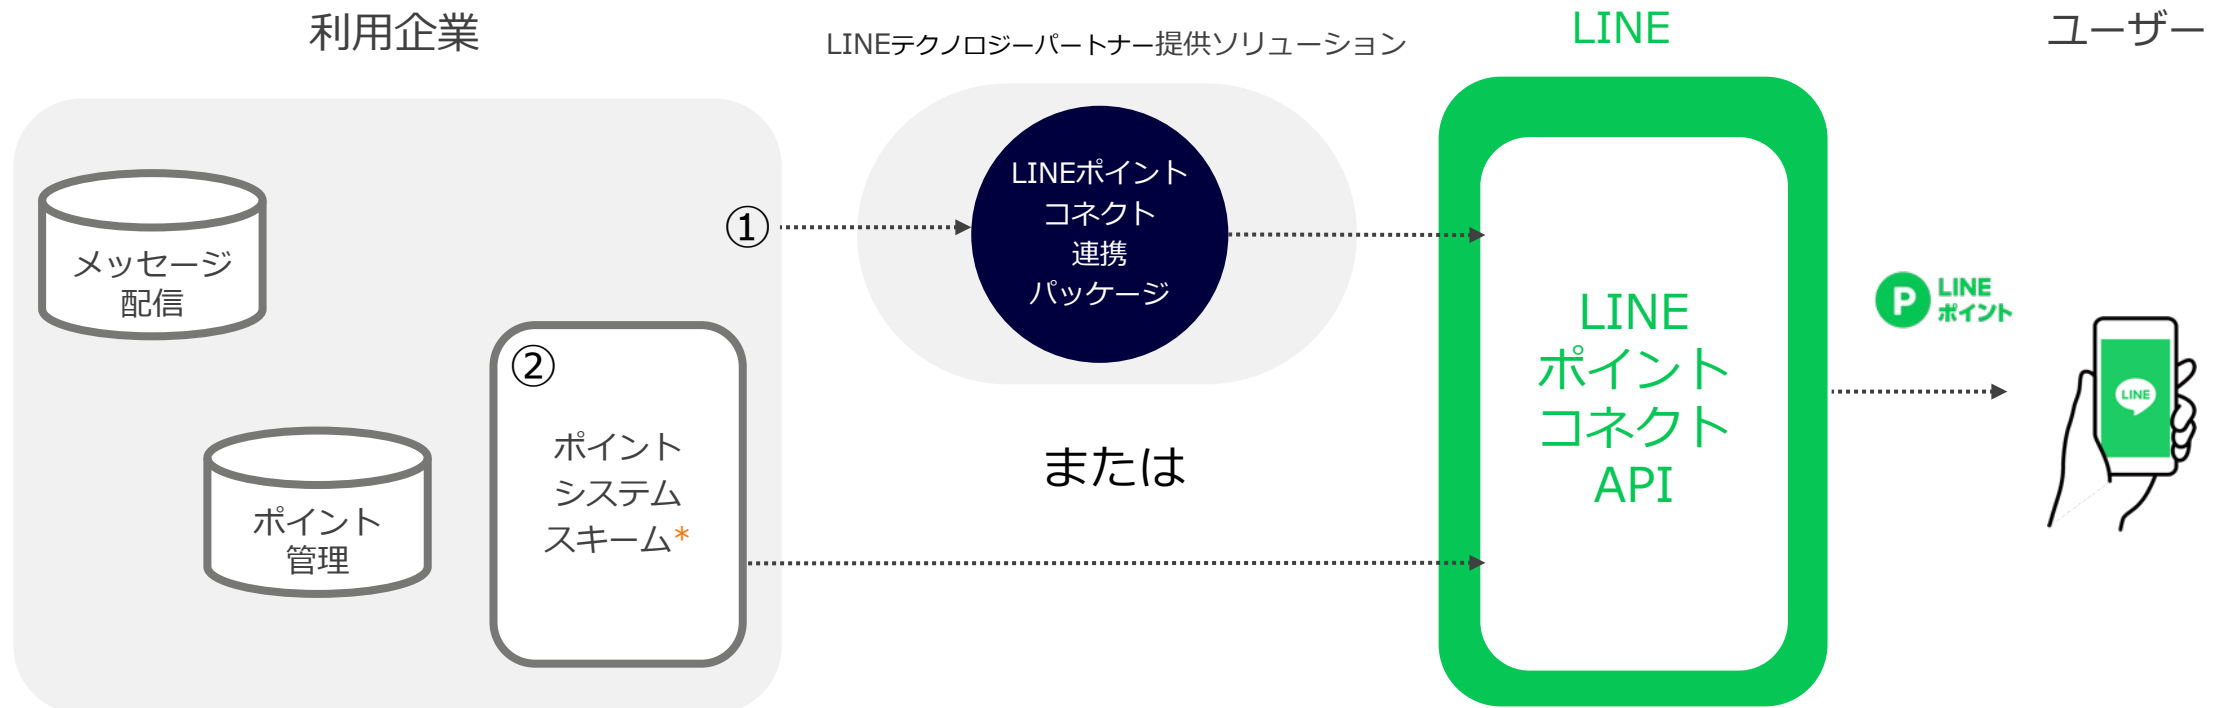 利用企業
LINEテクノロジーパートナー提供ソリューション
LINE
ユーザー
メッセージ
配信
ポイント
管理
①
②
ポイント
システム
スキーム*
LINEポイント
コネクト
連携
パッケージ
または
LINE
ポイント
コネクト
API
P
LINE
ポイント
LINE